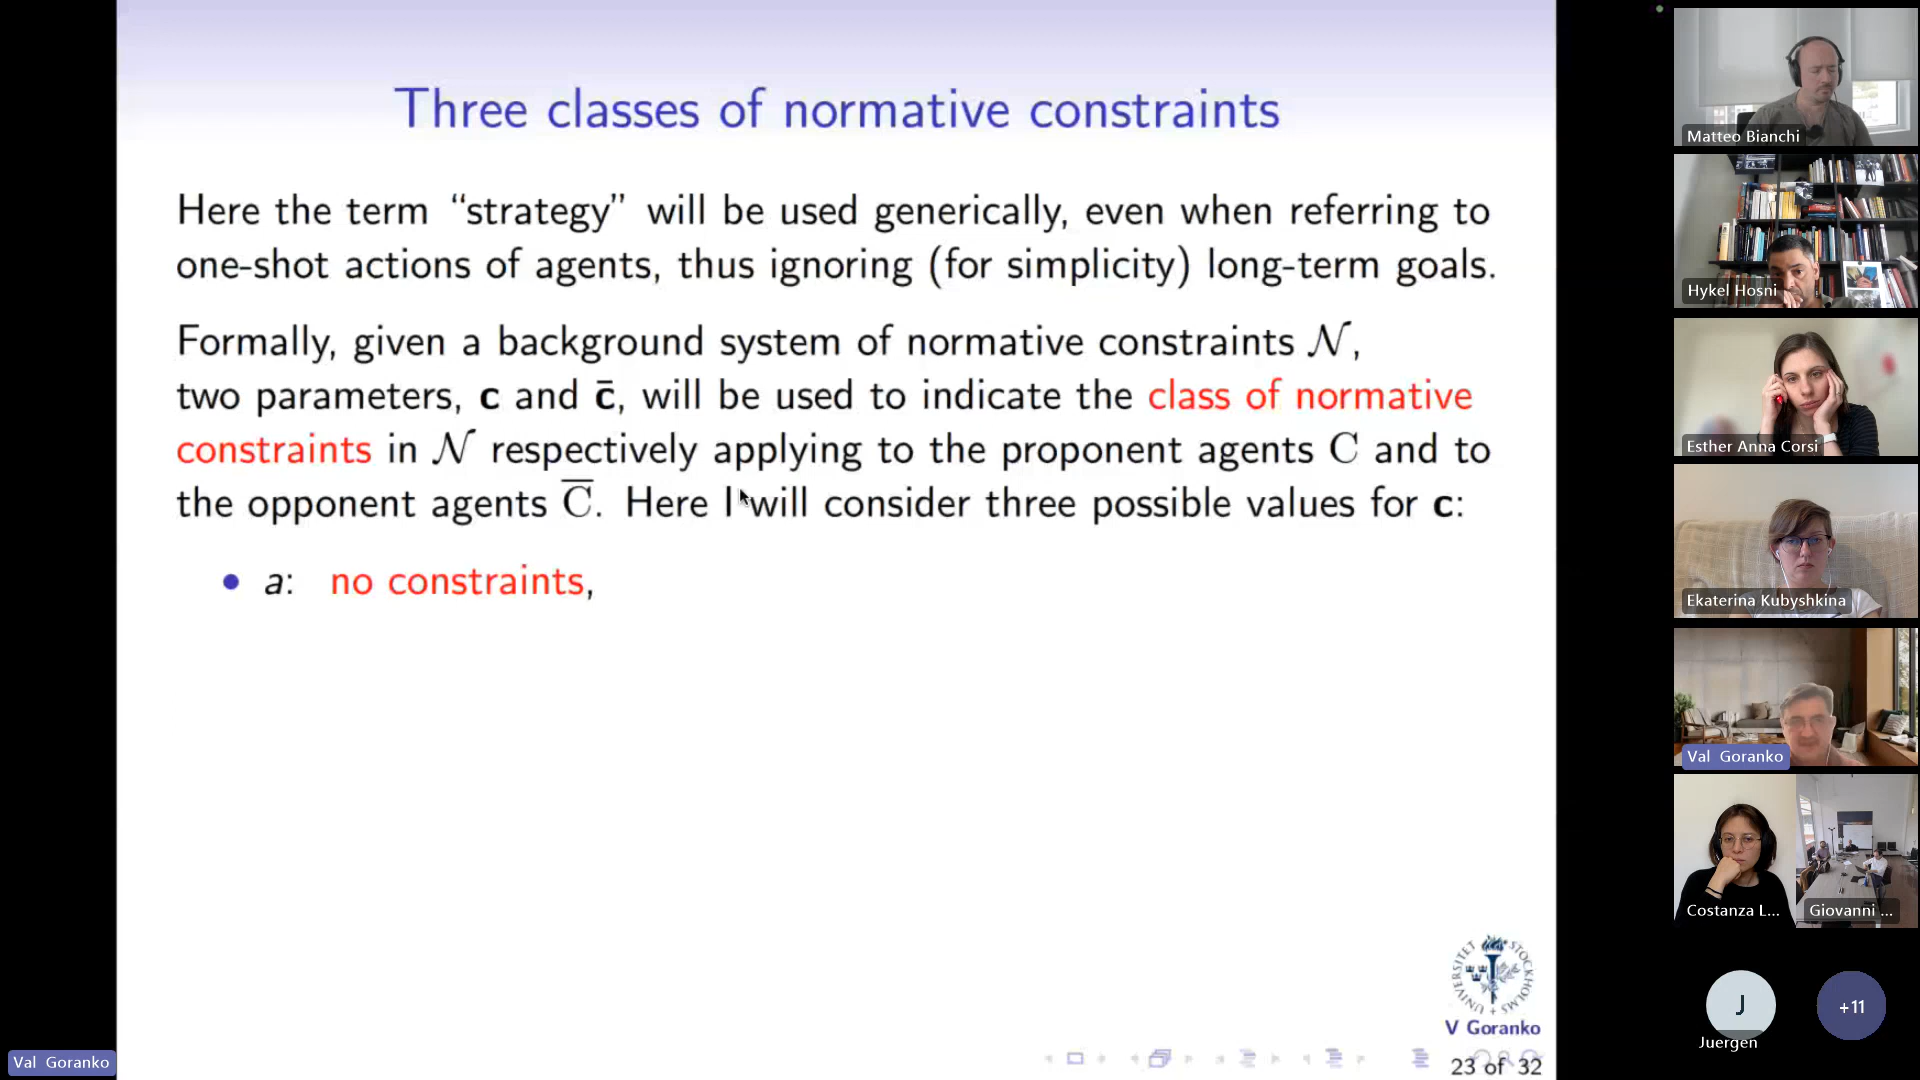 Three classes of normative constraints
Here the term “strategy” will be used generically, even when referring to
one-shot actions of agents, thus ignoring (for simplicity) long-term goals.
Formally, given a background system of normative constraints 𝒩,
two parameters, c and c̄, will be used to indicate the class of normative
constraints in 𝒩 respectively applying to the proponent agents C and to
the opponent agents C̅. Here I will consider three possible values for c:
• a: no constraints,
UNIVERSITET STOCKHOLMS
V Goranko
23 of 32
Val Goranko
Matteo Bianchi
Hykel Hosni
Esther Anna Corsi
Ekaterina Kubyshkina
Val Goranko
Costanza L...
Giovanni ...
J
Juergen
+11